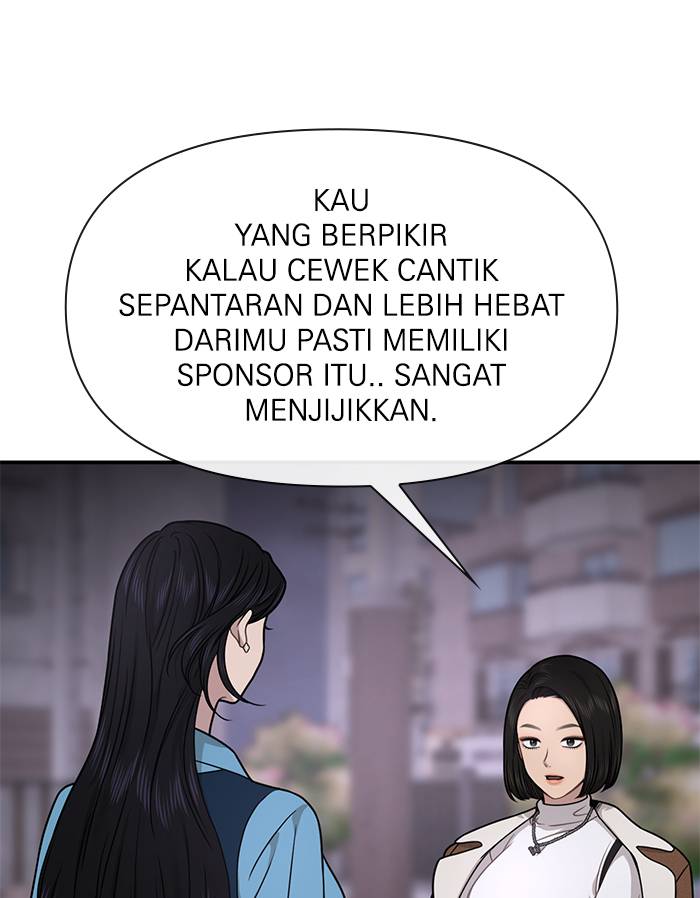 KAU
YANG BERPIKIR
KALAU CEWEK CANTIK
SEPANTARAN DAN LEBIH HEBAT
DARIMU PASTI MEMILIKI
SPONSOR ITU.. SANGAT
MENJIJIKKAN.